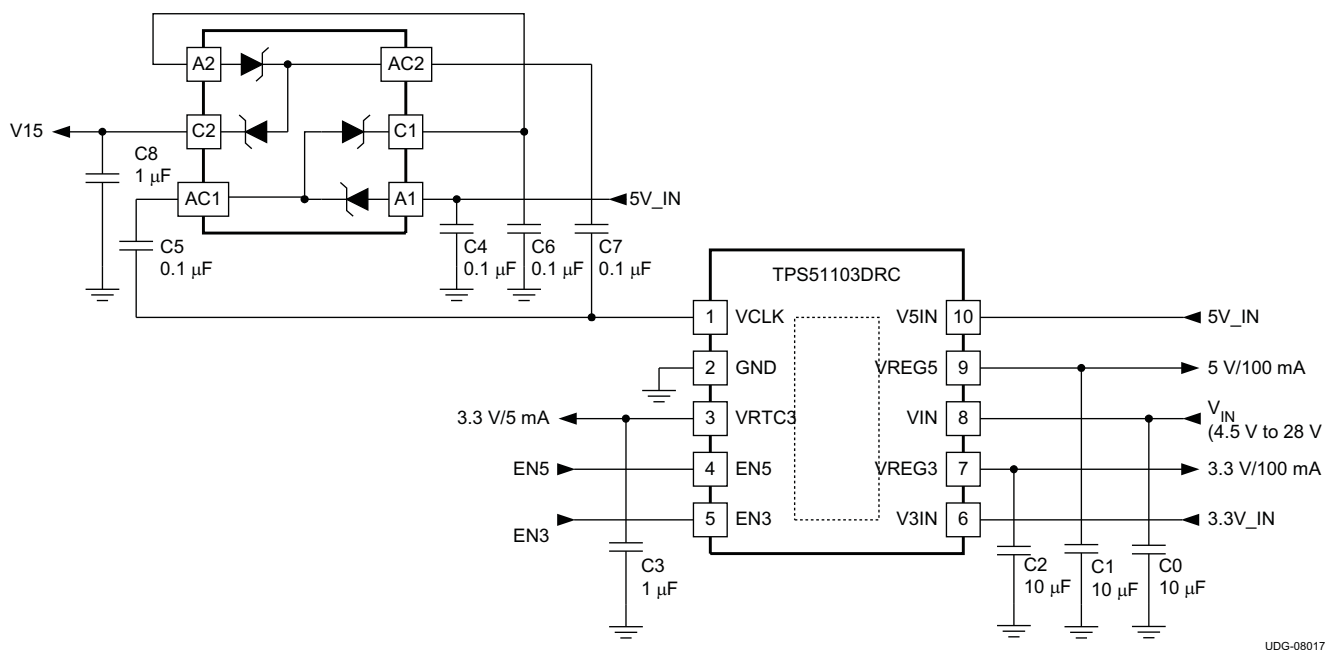 A2
AC2
V15
C2
C1
C8
1 μF
AC1
A1
5V_IN
C5
0.1 μF
C4
0.1 μF
C6
0.1 μF
C7
0.1 μF
TPS51103DRC
1 VCLK
V5IN 10
5V_IN
2 GND
VREG5 9
5 V/100 mA
3.3 V/5 mA
3 VRTC3
VIN 8
VIN
(4.5 V to 28 V
EN5
4 EN5
VREG3 7
3.3 V/100 mA
EN3
5 EN3
V3IN 6
3.3V_IN
C3
1 μF
C2
10 μF
C1
10 μF
C0
10 μF
UDG-08017